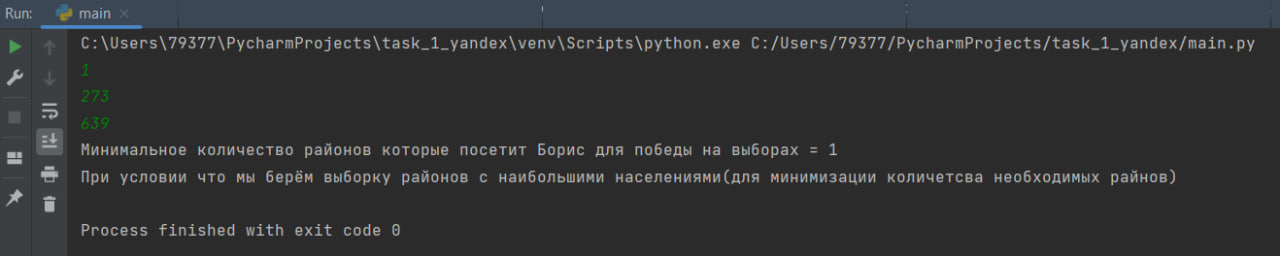 Run: main
C:\Users\79377\PycharmProjects\task_1_yandex\venv\Scripts\python.exe C:/Users/79377/PycharmProjects/task_1_yandex/main.py
1
273
639
Минимальное количество районов которые посетит Борис для победы на выборах = 1
При условии что мы берём выборку районов с наибольшими населениями(для минимизации количетсва необходимых райнов)
Process finished with exit code 0